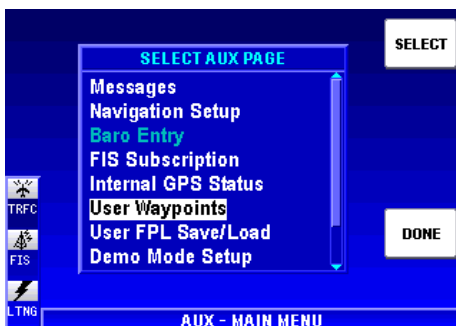 SELECT AUX PAGE
SELECT
Messages
Navigation Setup
Baro Entry
FIS Subscription
Internal GPS Status
User Waypoints
User FPL Save/Load
Demo Mode Setup
DONE
TRFC
FIS
LTNG
AUX - MAIN MENU